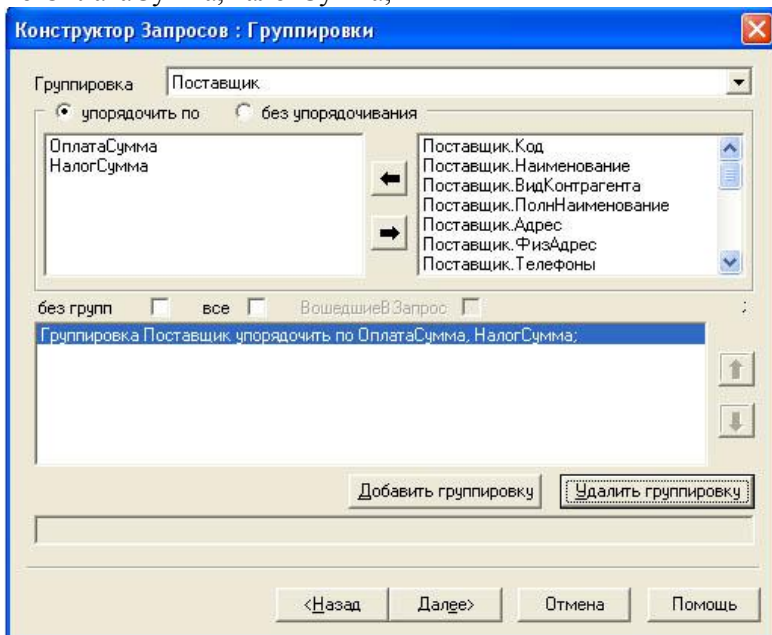 Конструктор Запросов : Группировки
Группировка Поставщик
упорядочить по без упорядочивания
ОплатаСумма
НалогСумма
Поставщик.Код
Поставщик.Наименование
Поставщик.ВидКонтрагента
Поставщик.ПолнНаименование
Поставщик.Адрес
Поставщик.ФизАдрес
Поставщик.Телефоны
без групп все ВошедшиеВЗапрос ;
Группировка Поставщик упорядочить по ОплатаСумма, НалогСумма;
Добавить группировку Удалить группировку
<Назад Далее> Отмена Помощь